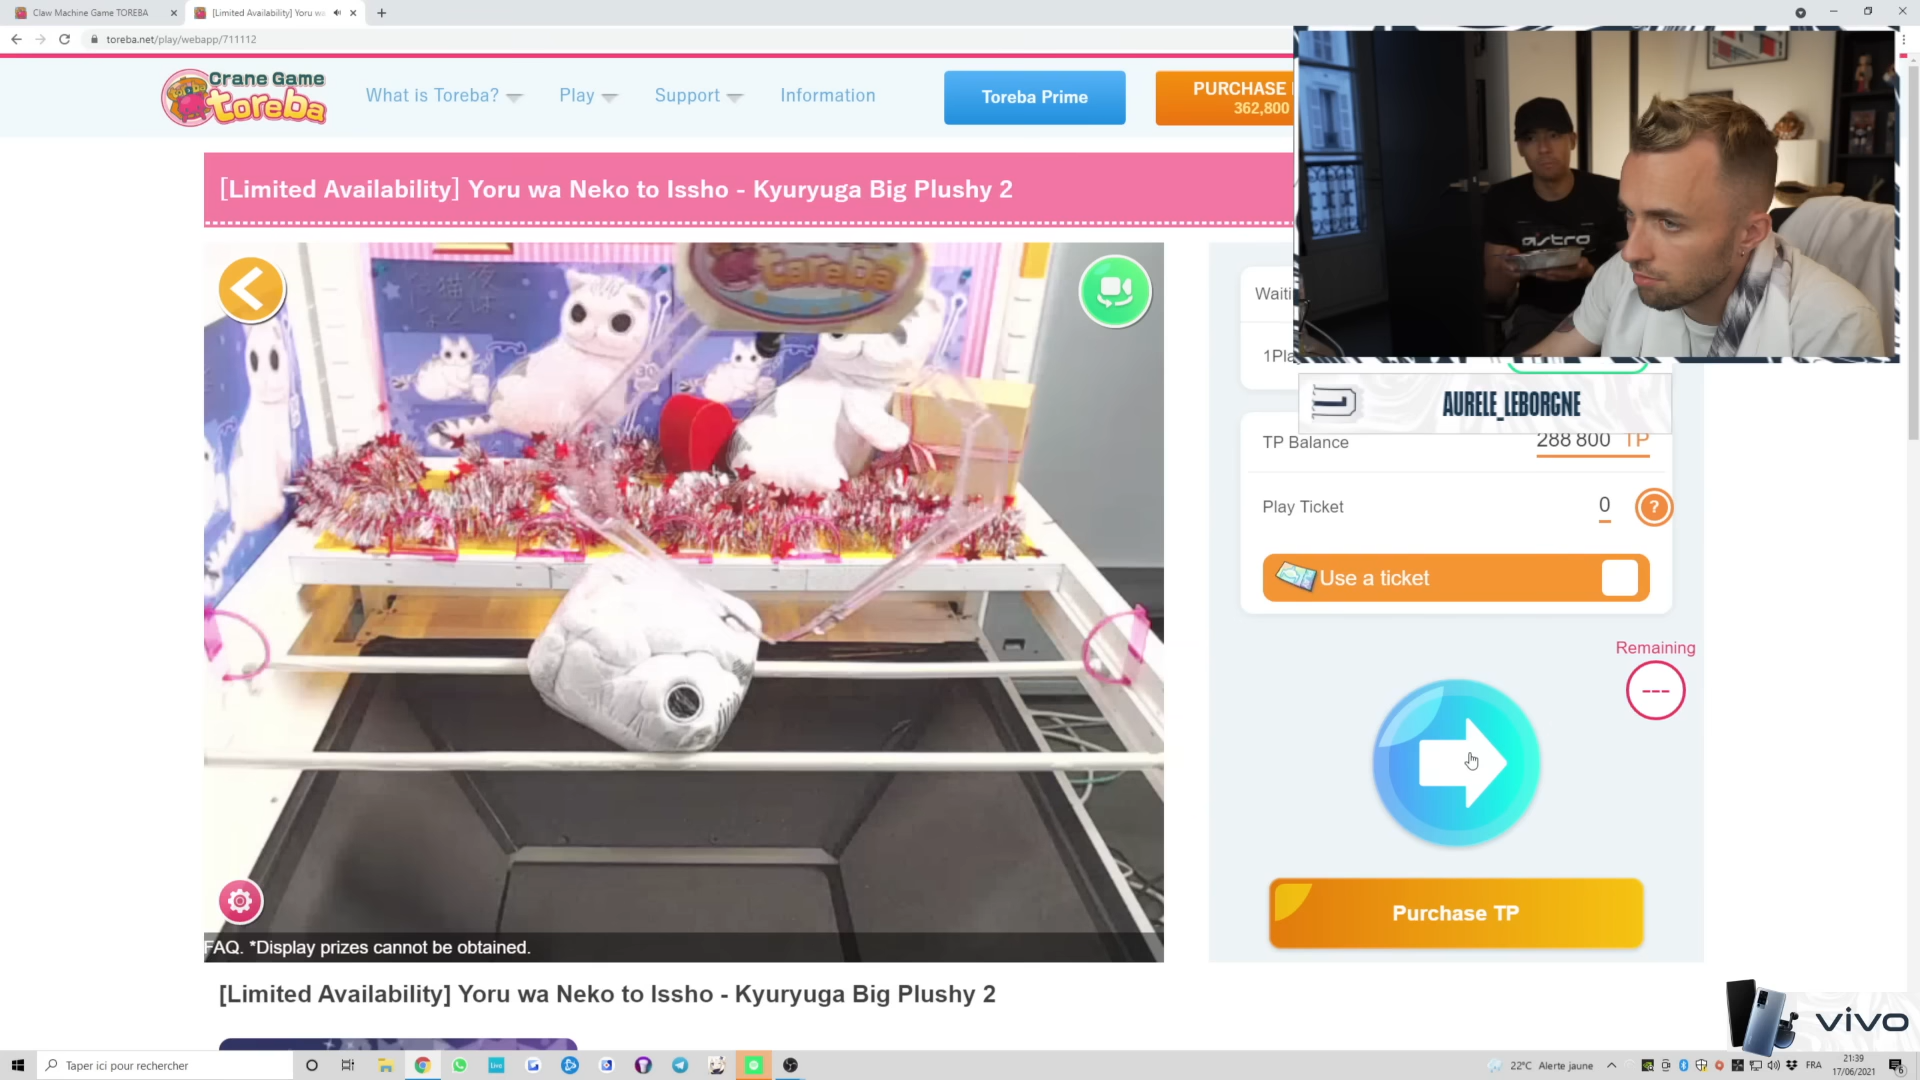 Claw Machine Game TOREBA
[Limited Availability] Yoru wa
toreba.net/play/webapp/711112
Crane Game
toreba
What is Toreba?
Play
Support
Information
Toreba Prime
PURCHASE
362,800
[Limited Availability] Yoru wa Neko to Issho - Kyuryuga Big Plushy 2
toreba
30
astro
Waiti
1Pla
AURELE_LEBORGNE
TP Balance
288 800 TP
Play Ticket
0
?
Use a ticket
Remaining
---
Purchase TP
FAQ. *Display prizes cannot be obtained.
[Limited Availability] Yoru wa Neko to Issho - Kyuryuga Big Plushy 2
vivo
Taper ici pour rechercher
Live
22°C Alerte jaune
FRA
21:39
17/06/2021
6